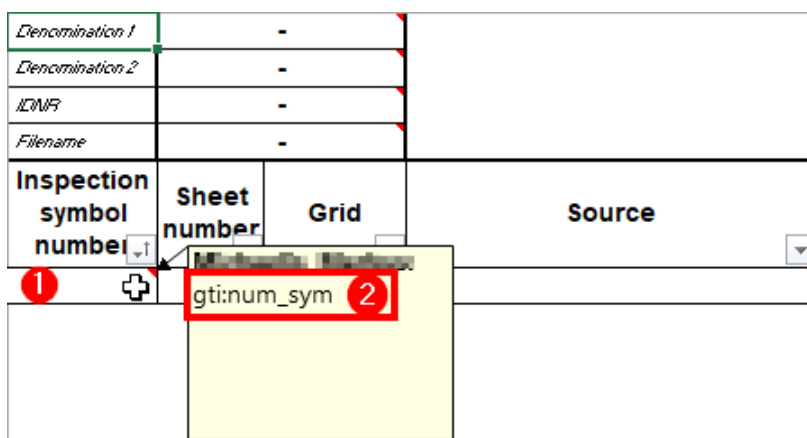 Denomination 1 -
Denomination 2 -
IDNR -
Filename -
Inspection symbol number
Sheet number
Grid
Source
1
gti:num_sym 2